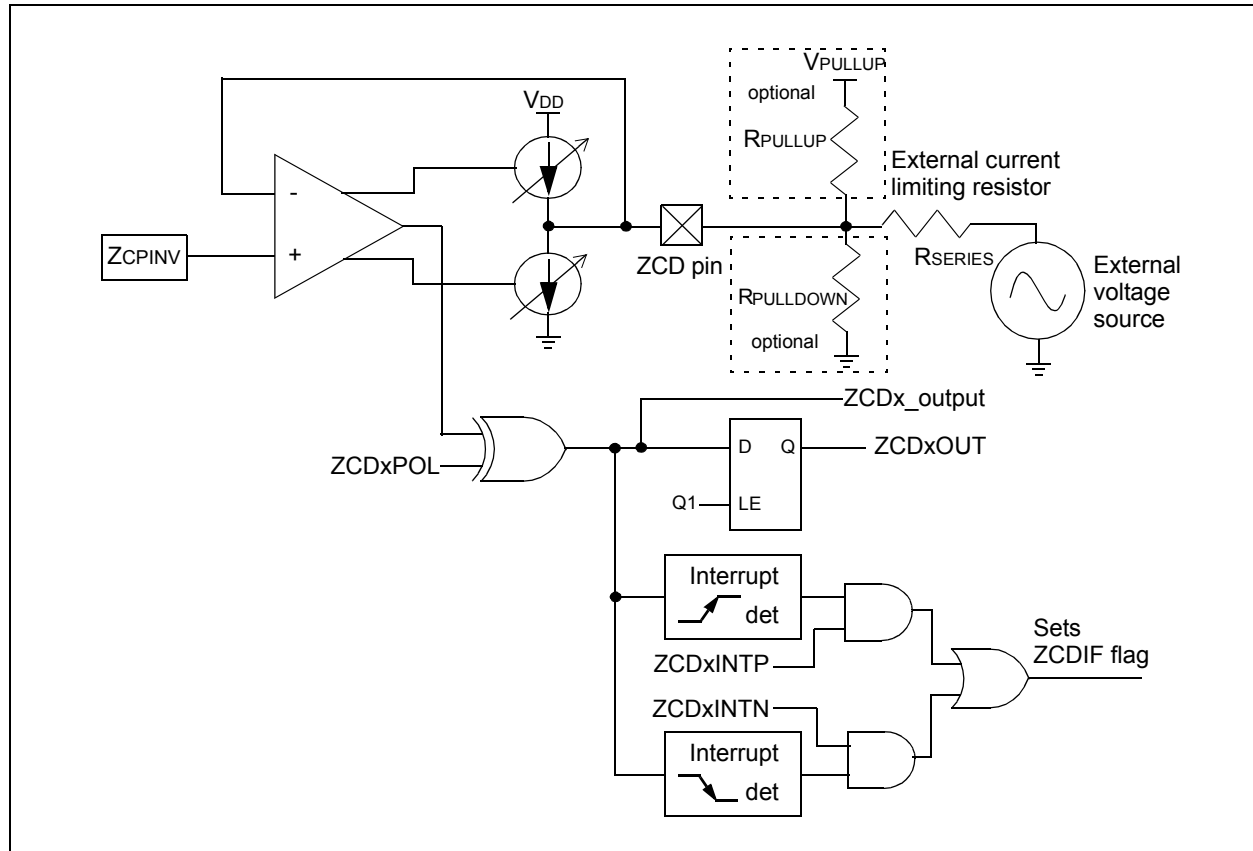 VPULLUP
optional
RPULLUP
VDD
External current
limiting resistor
-
+
ZCPINV
ZCD pin
RSERIES
RPULLDOWN
optional
External
voltage
source
ZCDx_output
ZCDxPOL
D
Q
ZCDxOUT
Q1
LE
Interrupt
det
ZCDxINTP
Sets
ZCDIF flag
ZCDxINTN
Interrupt
det